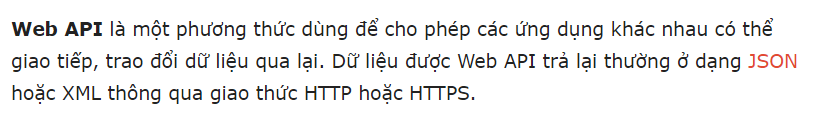 Web API là một phương thức dùng để cho phép các ứng dụng khác nhau có thể
giao tiếp, trao đổi dữ liệu qua lại. Dữ liệu được Web API trả lại thường ở dạng JSON
hoặc XML thông qua giao thức HTTP hoặc HTTPS.